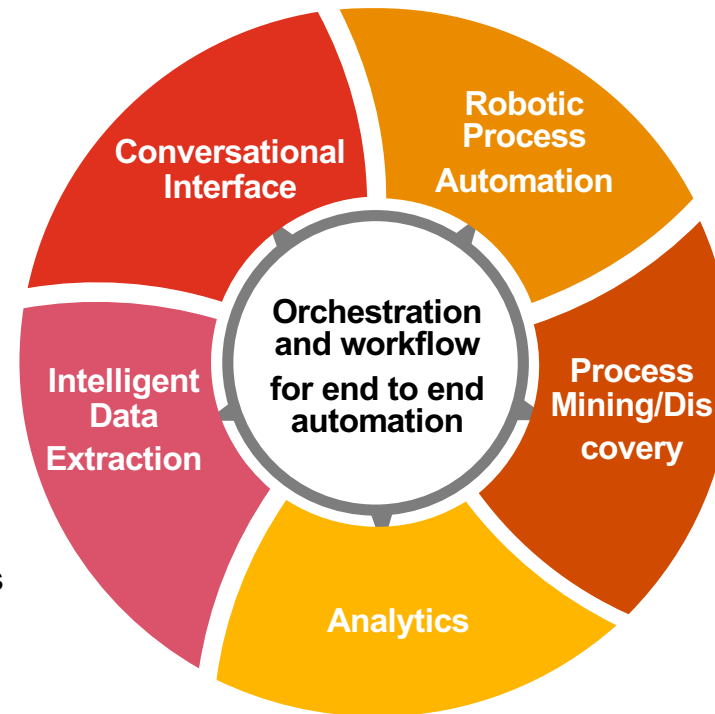 Robotic
Process
Automation
Conversational
Interface
Orchestration
and workflow
for end to end
automation
Process
Mining/Dis
covery
Intelligent
Data
Extraction
s
Analytics